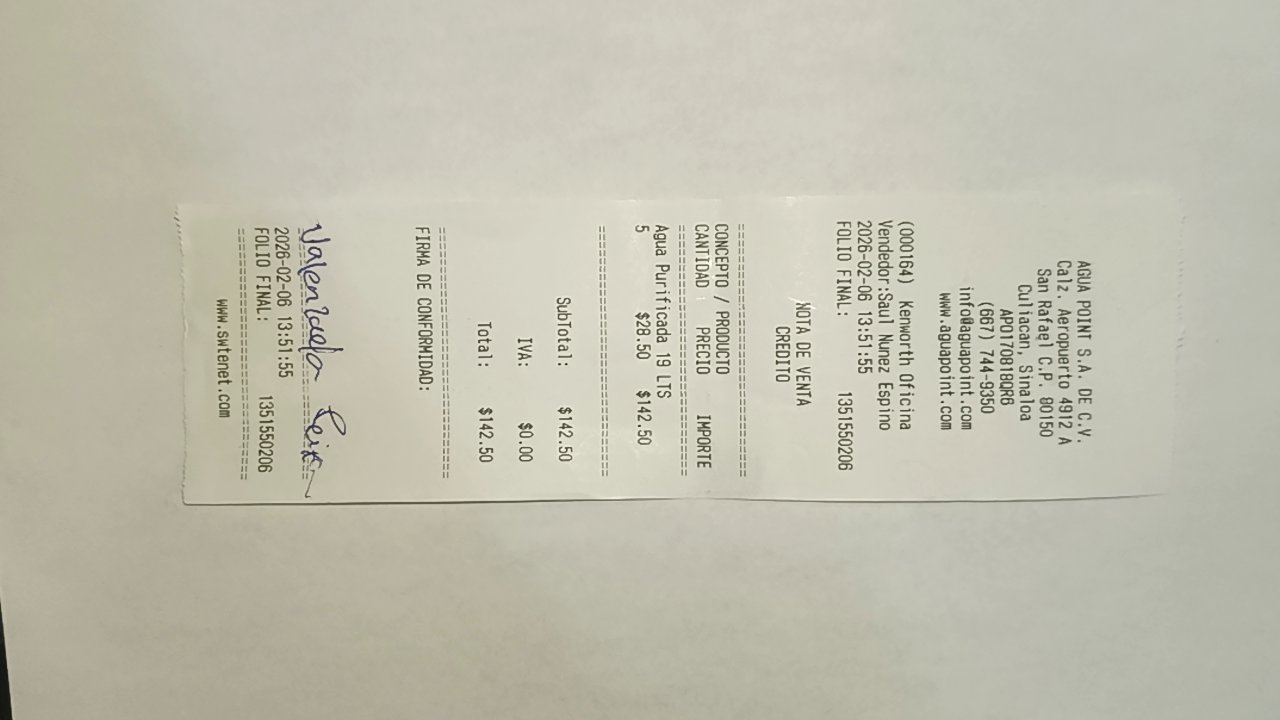 AGUA POINT S.A. DE C.V.
Calz. Aeropuerto 4912 A
San Rafael C.P. 80150
Culiacan, Sinaloa
APO170818QR8
(667) 744-9350
info@aguapoint.com
www.aguapoint.com
(000164) Kenworth Oficina
Vendedor:Saul Nunez Espino
2026-02-06 13:51:55
FOLIO FINAL: 1351550206
NOTA DE VENTA
CREDITO
CONCEPTO / PRODUCTO
CANTIDAD PRECIO IMPORTE
Agua Purificada 19 LTS
5 $28.50 $142.50
SubTotal: $142.50
IVA: $0.00
Total: $142.50
FIRMA DE CONFORMIDAD:
Valenzuela
2026-02-06 13:51:55
FOLIO FINAL: 1351550206
www.swtonet.com